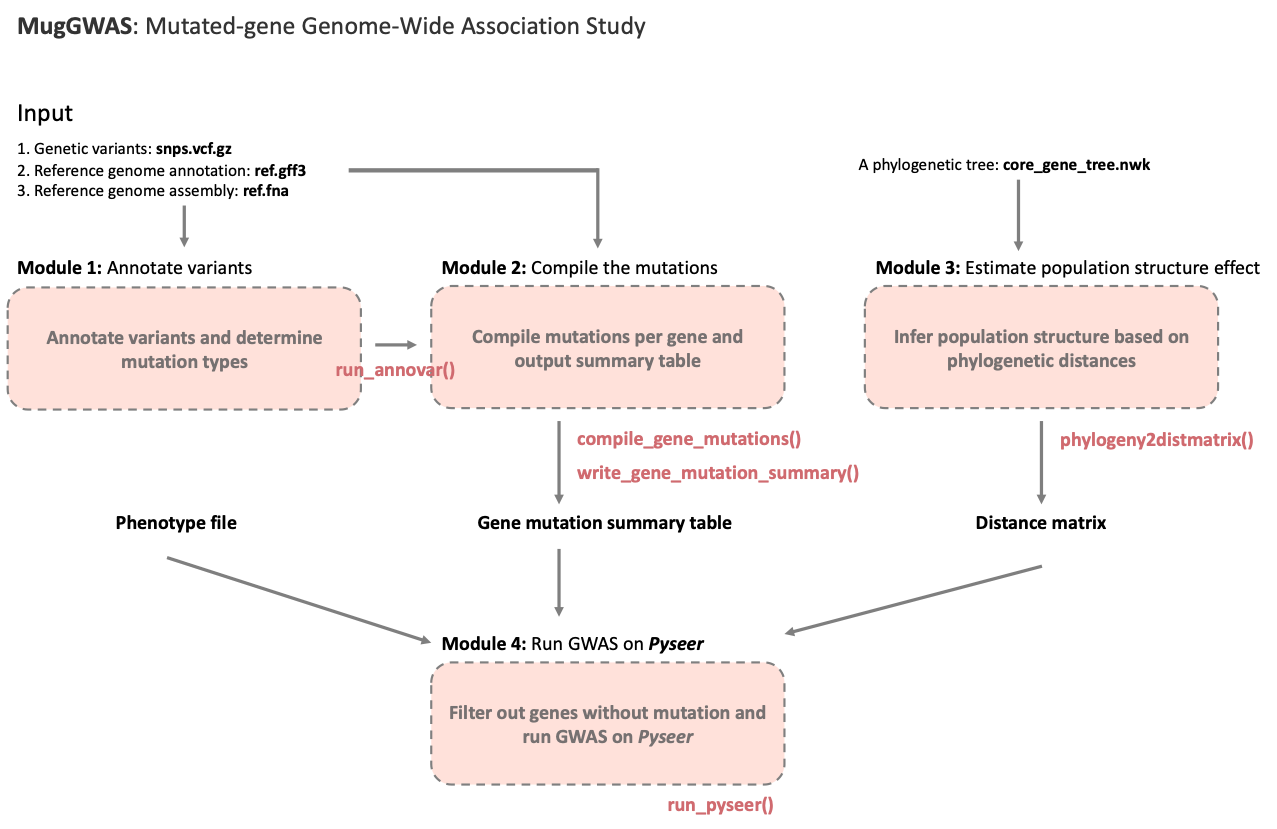 MugGWAS: Mutated-gene Genome-Wide Association Study
Input
1. Genetic variants: snps.vcf.gz
2. Reference genome annotation: ref.gff3
3. Reference genome assembly: ref.fna
A phylogenetic tree: core_gene_tree.nwk
Module 1: Annotate variants
Annotate variants and determine
mutation types
run_annovar()
Module 2: Compile the mutations
Compile mutations per gene and
output summary table
compile_gene_mutations()
write_gene_mutation_summary()
Module 3: Estimate population structure effect
Infer population structure based on
phylogenetic distances
phylogeny2distmatrix()
Phenotype file
Gene mutation summary table
Distance matrix
Module 4: Run GWAS on Pyseer
Filter out genes without mutation and
run GWAS on Pyseer
run_pyseer()